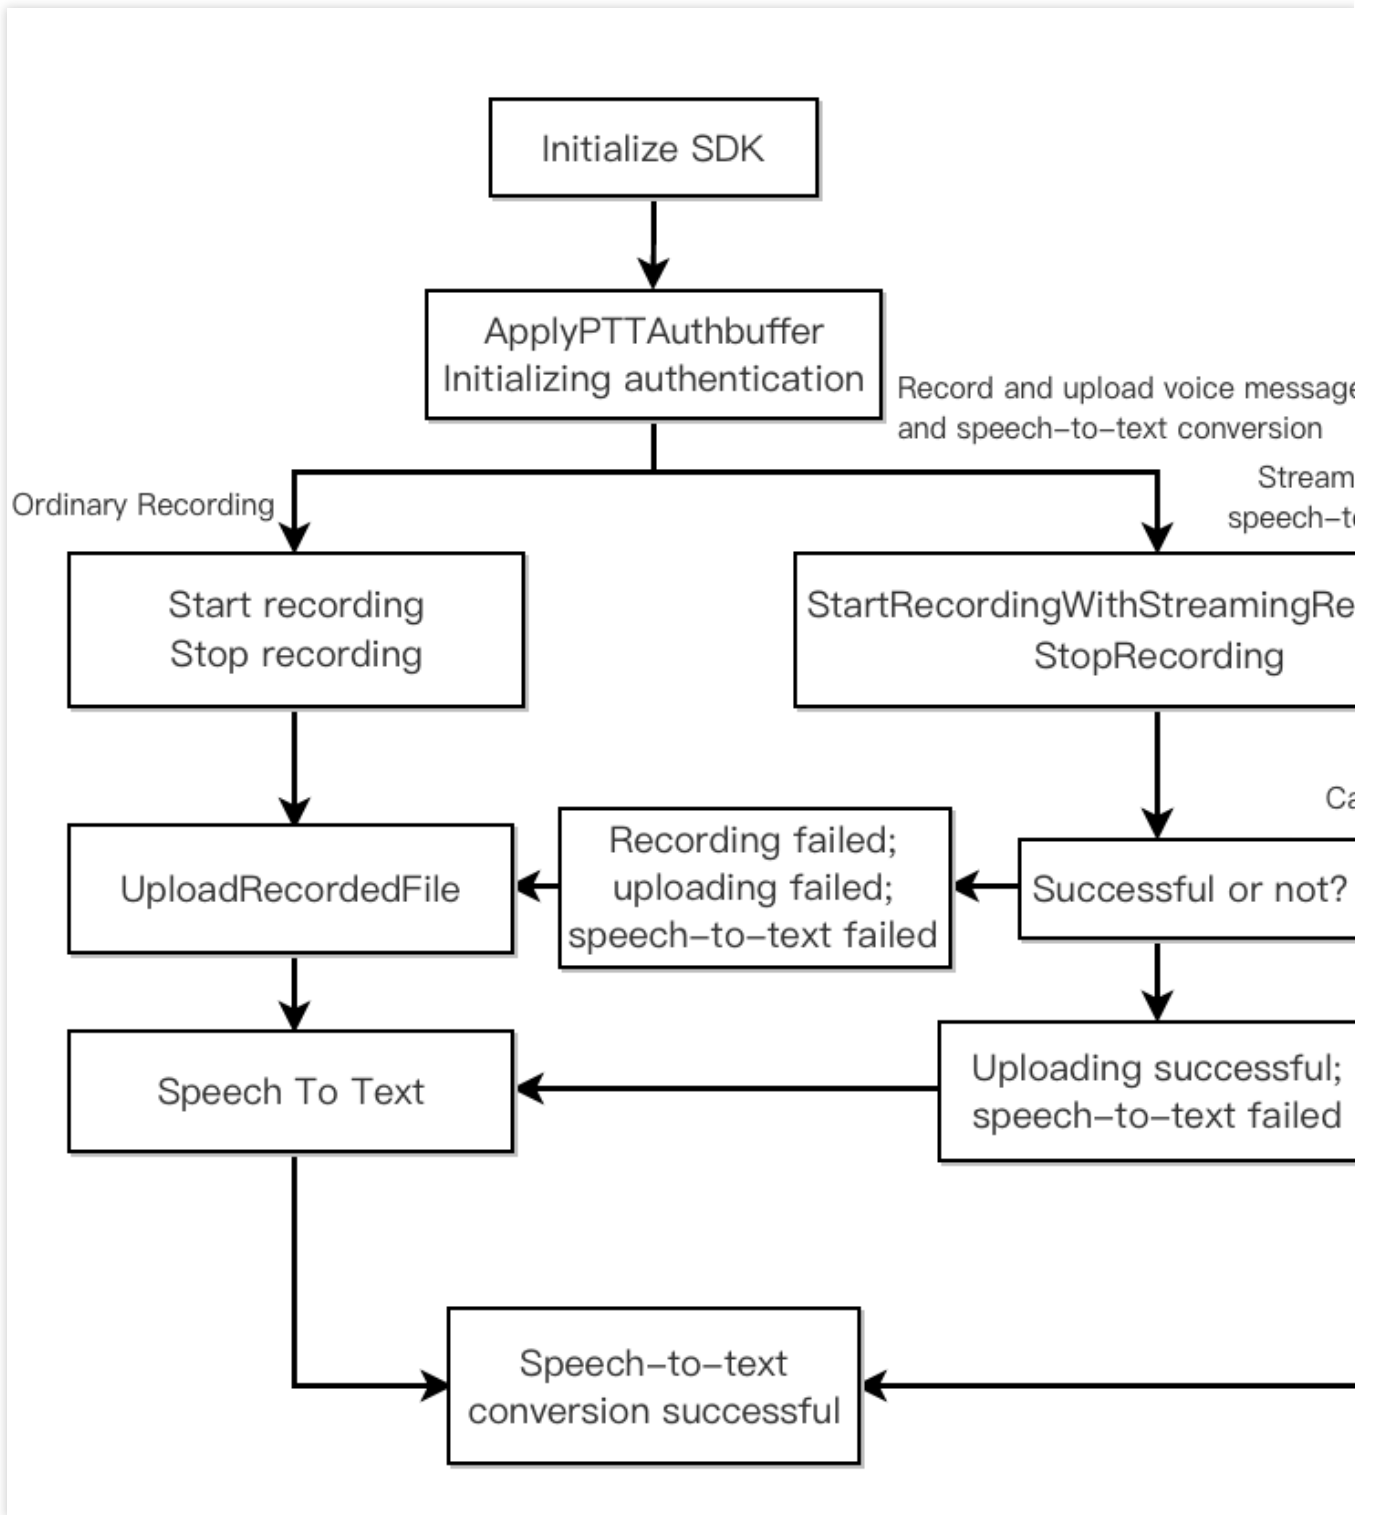 Initialize SDK
ApplyPTTAuthbuffer
Initializing authentication
Record and upload voice message
and speech-to-text conversion
Ordinary Recording
Stream
Start recording
Stop recording
StopRecording
Recording failed;
uploading failed;
speech-to-text failed
UploadRecordedFile
Successful or not?
Uploading successful;
speech-to-text failed
Speech To Text
Speech-to-text
conversion successful